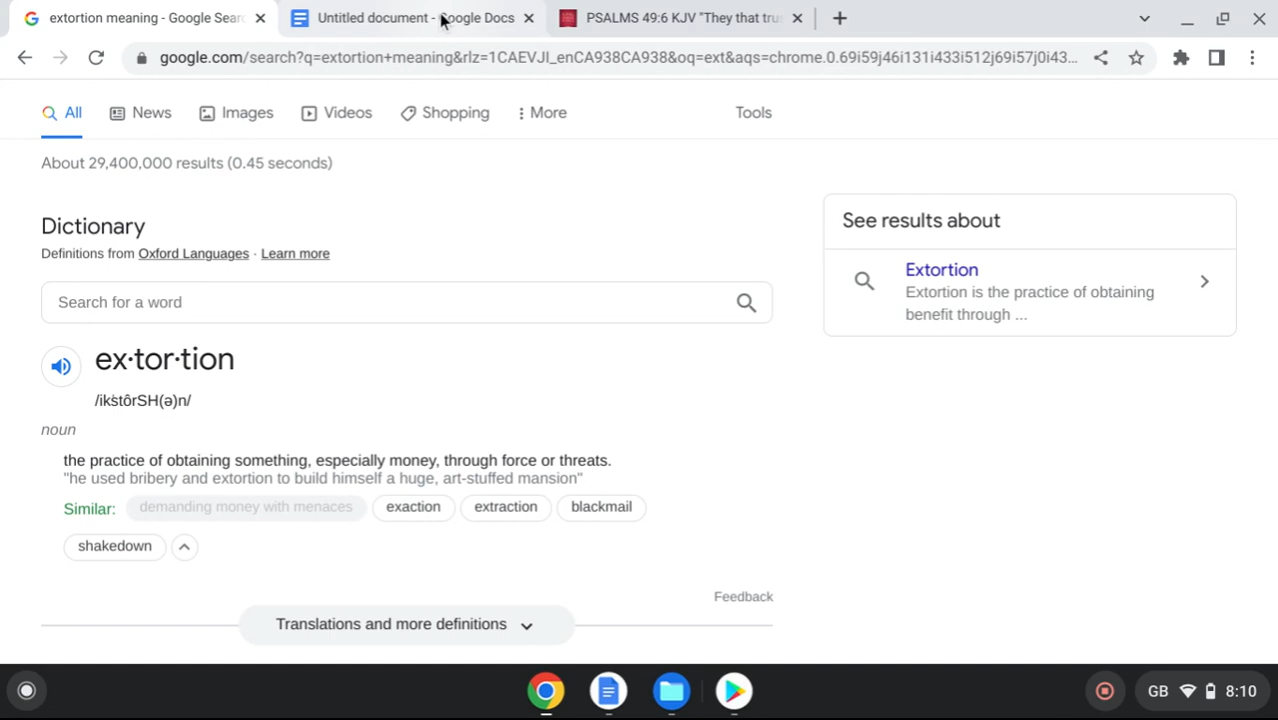 extortion meaning - Google Sear
Untitled document - Google Docs
PSALMS 49:6 KJV "They that tru
google.com/search?q=extortion+meaning&rlz=1CAEVJI_enCA938CA938&oq=ext&aqs=chrome.0.69i59j46i131i433i512j69i57j0i43...
All
News
Images
Videos
Shopping
More
Tools
About 29,400,000 results (0.45 seconds)
Dictionary
Definitions from Oxford Languages · Learn more
Search for a word
ex·tor·tion
/ikˈstôrSH(ə)n/
noun
the practice of obtaining something, especially money, through force or threats.
"he used bribery and extortion to build himself a huge, art-stuffed mansion"
Similar:
demanding money with menaces
exaction
extraction
blackmail
shakedown
Feedback
Translations and more definitions
See results about
Extortion
Extortion is the practice of obtaining
benefit through ...
GB
8:10